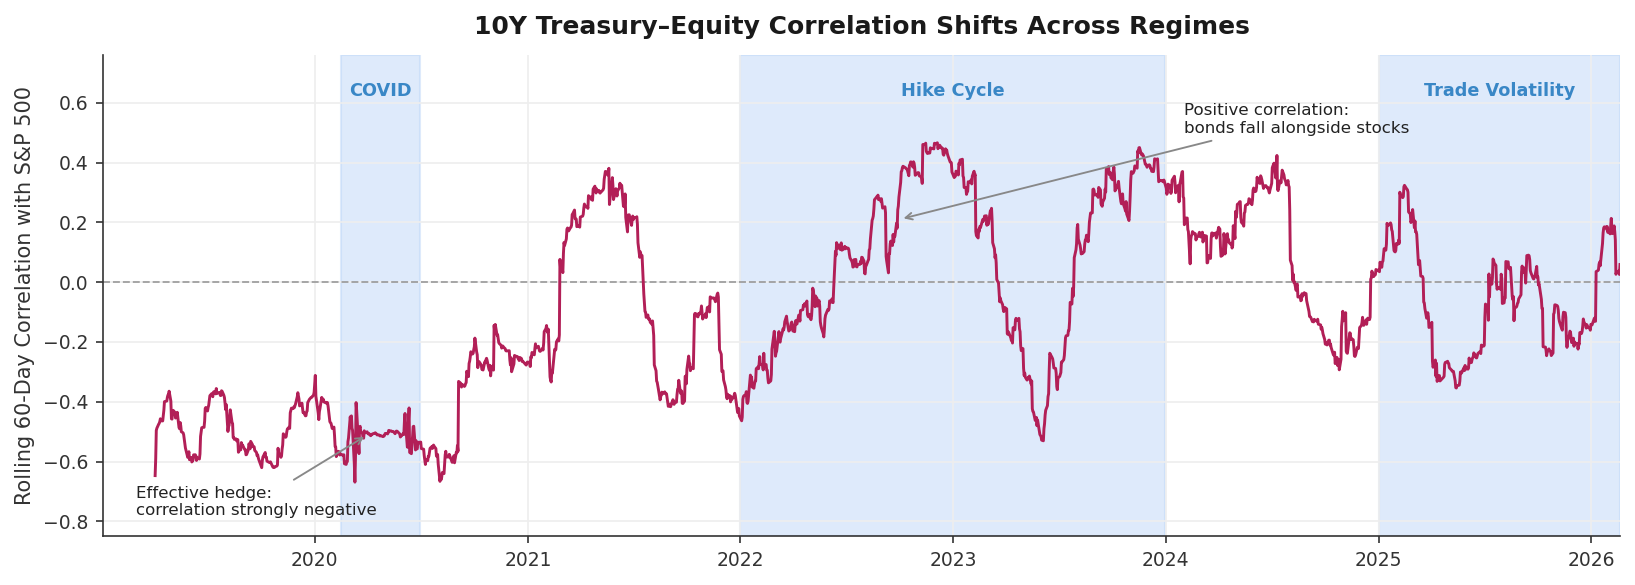 10Y Treasury–Equity Correlation Shifts Across Regimes
Rolling 60-Day Correlation with S&P 500
0.6
0.4
0.2
0.0
−0.2
−0.4
−0.6
−0.8
COVID
Hike Cycle
Trade Volatility
Positive correlation:
bonds fall alongside stocks
Effective hedge:
correlation strongly negative
2020
2021
2022
2023
2024
2025
2026